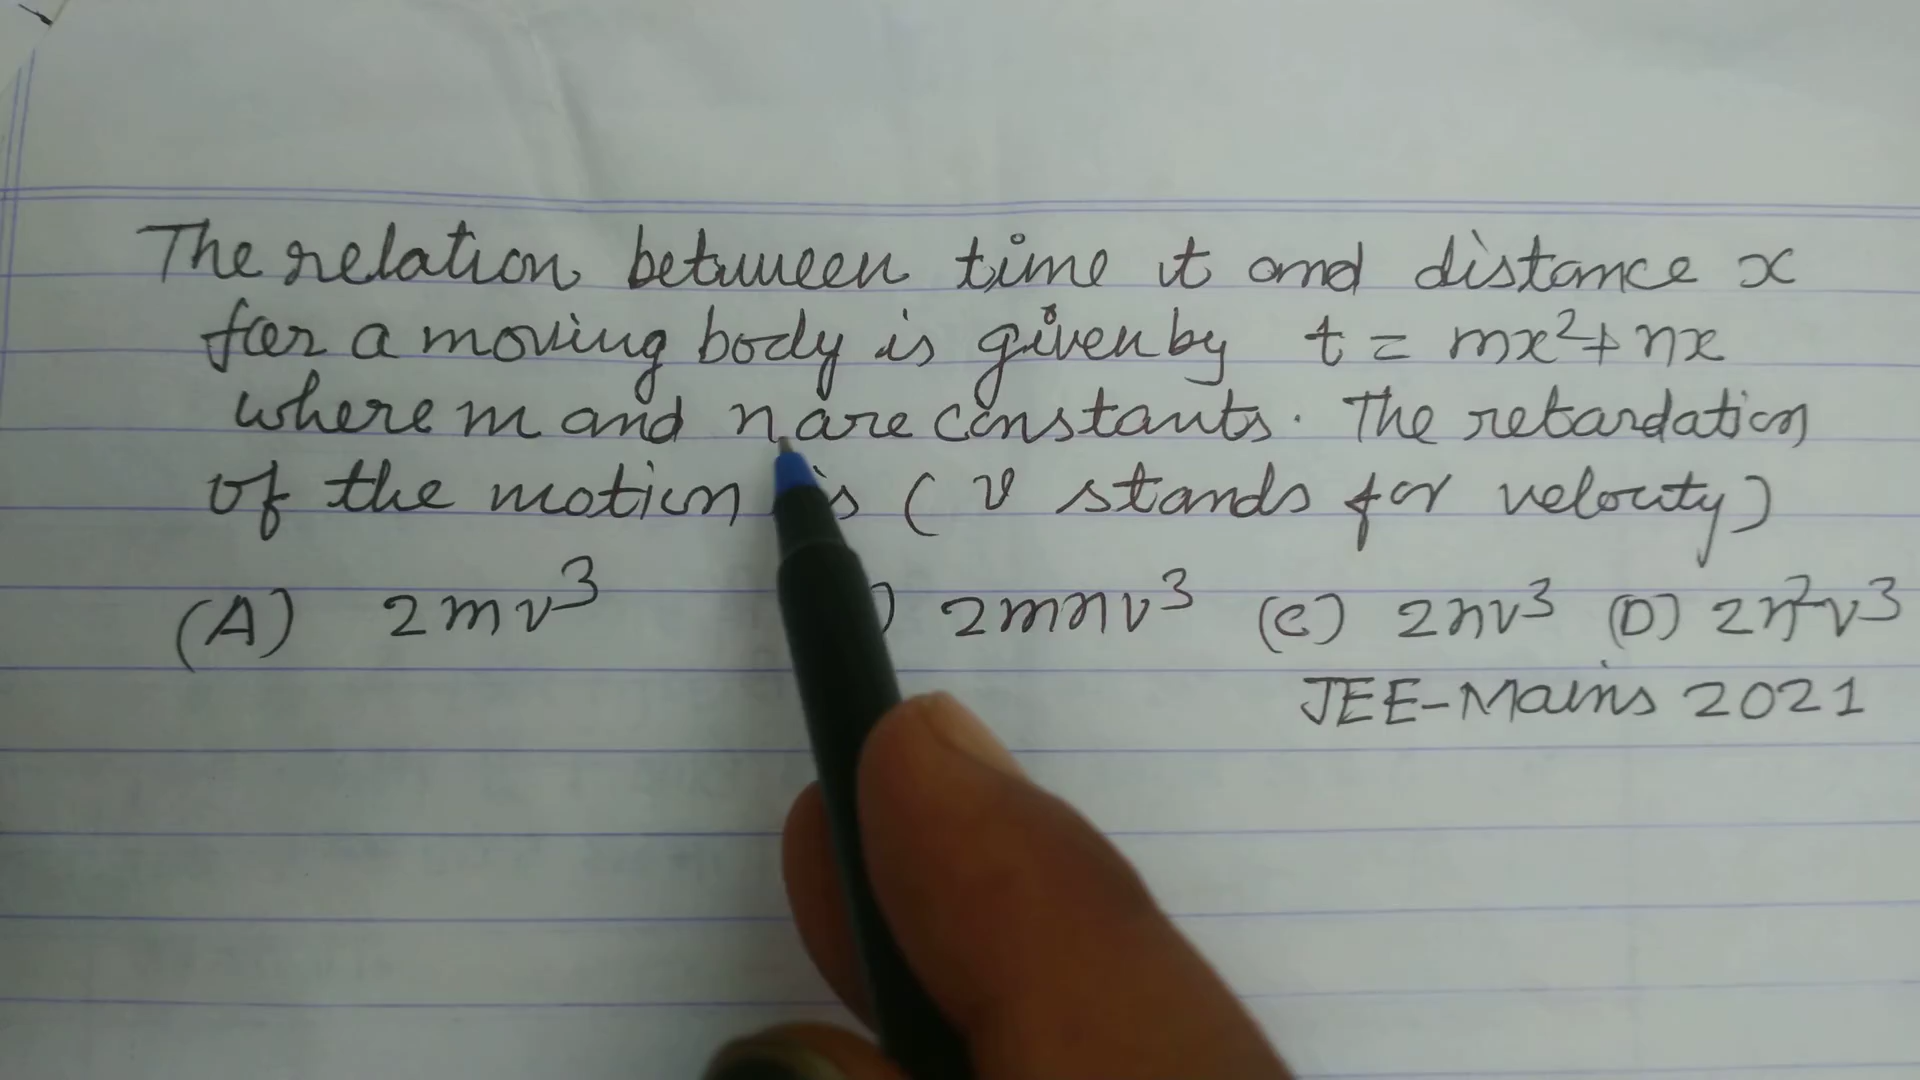 The relation between time t and distance x
for a moving body is given by t = mx²+nx
where m and n are constants. The retardation
of the motion is ( v stands for velocity)
(A) 2mv³ ) 2mnv³ (C) 2nv³ (D) 2n²v³
JEE-Mains 2021